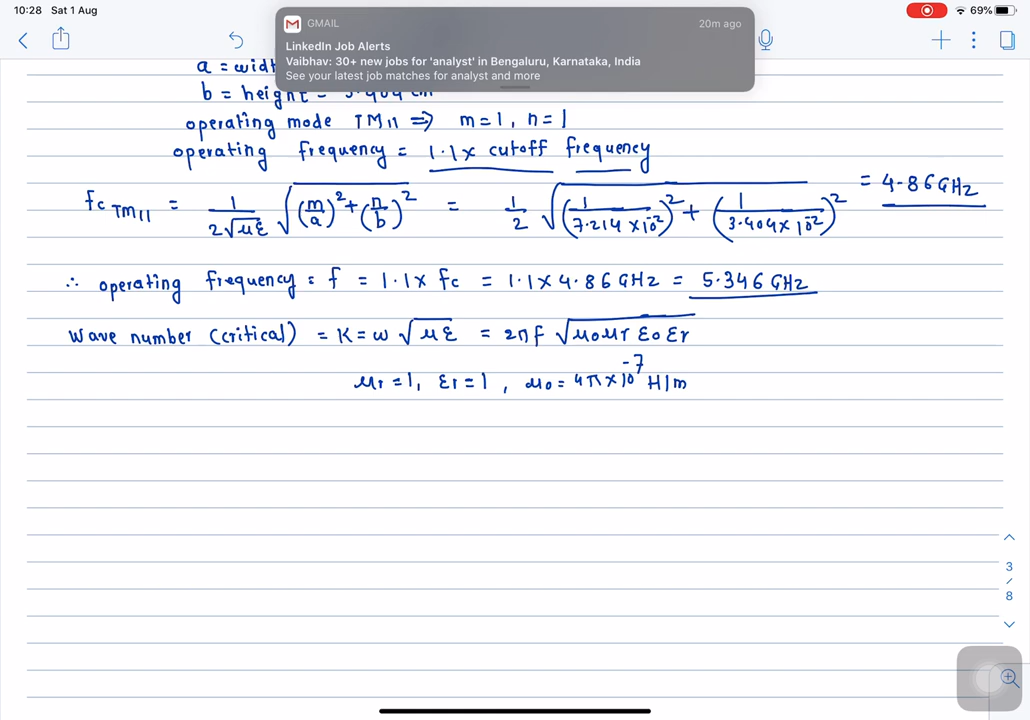 10:28 Sat 1 Aug
69%
GMAIL
20m ago
LinkedIn Job Alerts
Vaibhav: 30+ new jobs for 'analyst' in Bengaluru, Karnataka, India
See your latest job matches for analyst and more
a = widt
b = height =
operating mode TM11 => m=1, n=1
operating frequency = 1.1x cutoff frequency
fc TM11 = 1/(2√με) √((m/a)² + (n/b)²) = 1/2 √((1/(7.214×10⁻²))² + (1/(3.404×10⁻²))²) = 4.86 GHz
∴ operating frequency = f = 1.1 x fc = 1.1 x 4.86 GHz = 5.346 GHz
Wave number (critical) = K = ω √με = 2πf √μ0μr ε0εr
μr = 1, εr = 1, μ0 = 4π×10⁻⁷ H/m
3
/
8